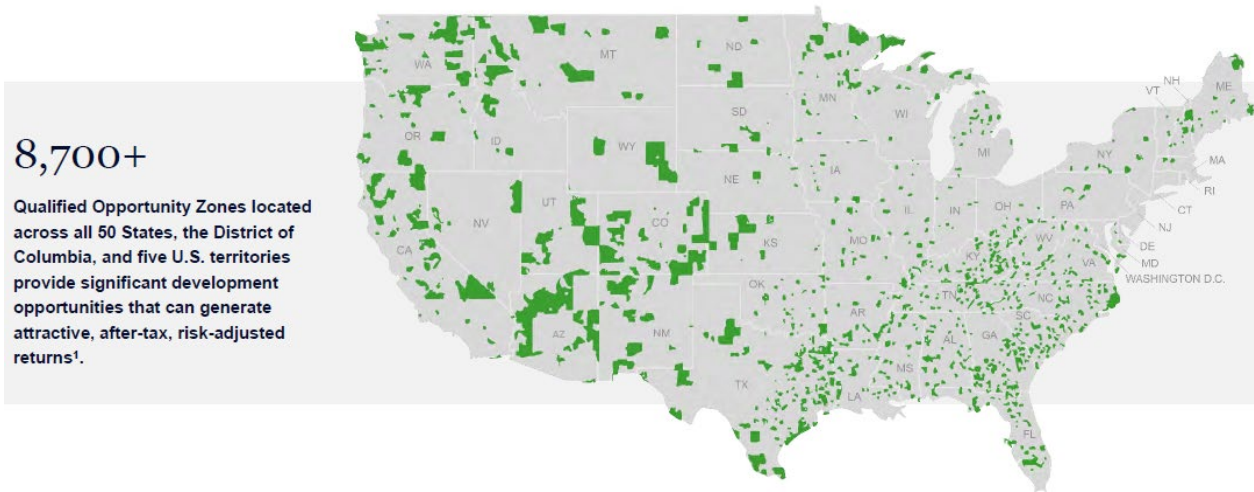 8,700+
Qualified Opportunity Zones located
across all 50 States, the District of
Columbia, and five U.S. territories
provide significant development
opportunities that can generate
attractive, after-tax, risk-adjusted
returns¹.
WA
MT
ND
MN
OR
ID
WY
SD
WI
MI
NY
VT
NH
ME
MA
RI
CT
NJ
PA
NE
IA
IL
IN
OH
NV
UT
CO
KS
MO
KY
WV
VA
DE
MD
WASHINGTON D.C.
CA
AZ
NM
OK
AR
TN
NC
SC
TX
LA
MS
AL
GA
FL